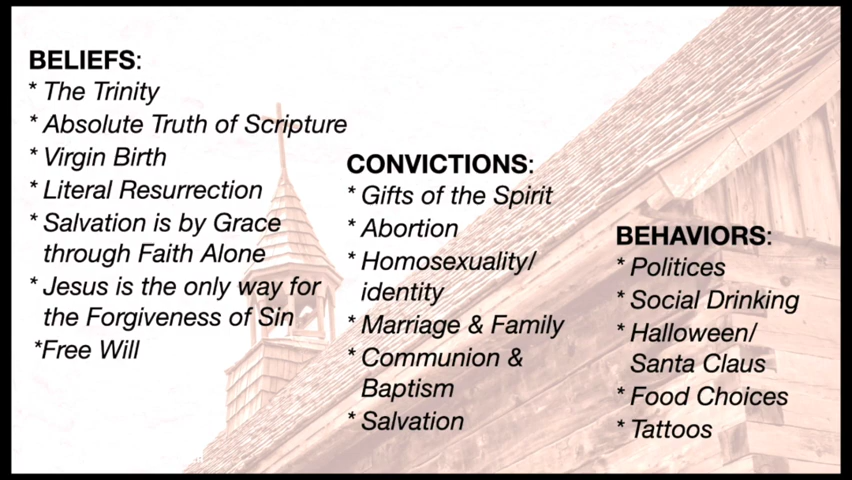 BELIEFS:
* The Trinity
* Absolute Truth of Scripture
* Virgin Birth
* Literal Resurrection
* Salvation is by Grace
through Faith Alone
* Jesus is the only way for
the Forgiveness of Sin
*Free Will
CONVICTIONS:
* Gifts of the Spirit
* Abortion
* Homosexuality/
identity
* Marriage & Family
* Communion &
Baptism
* Salvation
BEHAVIORS:
* Politices
* Social Drinking
* Halloween/
Santa Claus
* Food Choices
* Tattoos